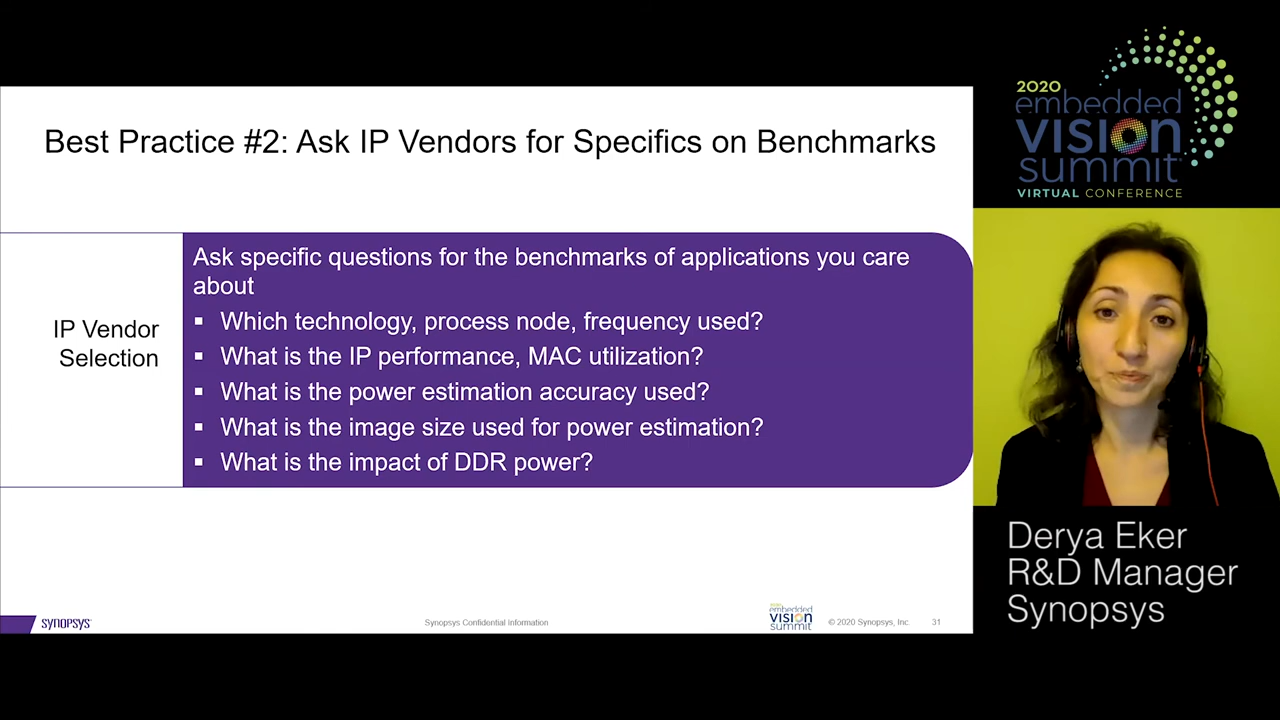 Best Practice #2: Ask IP Vendors for Specifics on Benchmarks
IP Vendor
Selection
Ask specific questions for the benchmarks of applications you care
about
▪ Which technology, process node, frequency used?
▪ What is the IP performance, MAC utilization?
▪ What is the power estimation accuracy used?
▪ What is the image size used for power estimation?
▪ What is the impact of DDR power?
SYNOPSYS
Synopsys Confidential Information
2020
embedded
VISION
summit
© 2020 Synopsys, Inc.
31
2020
embedded
VISION
summit
VIRTUAL CONFERENCE
Derya Eker
R&D Manager
Synopsys